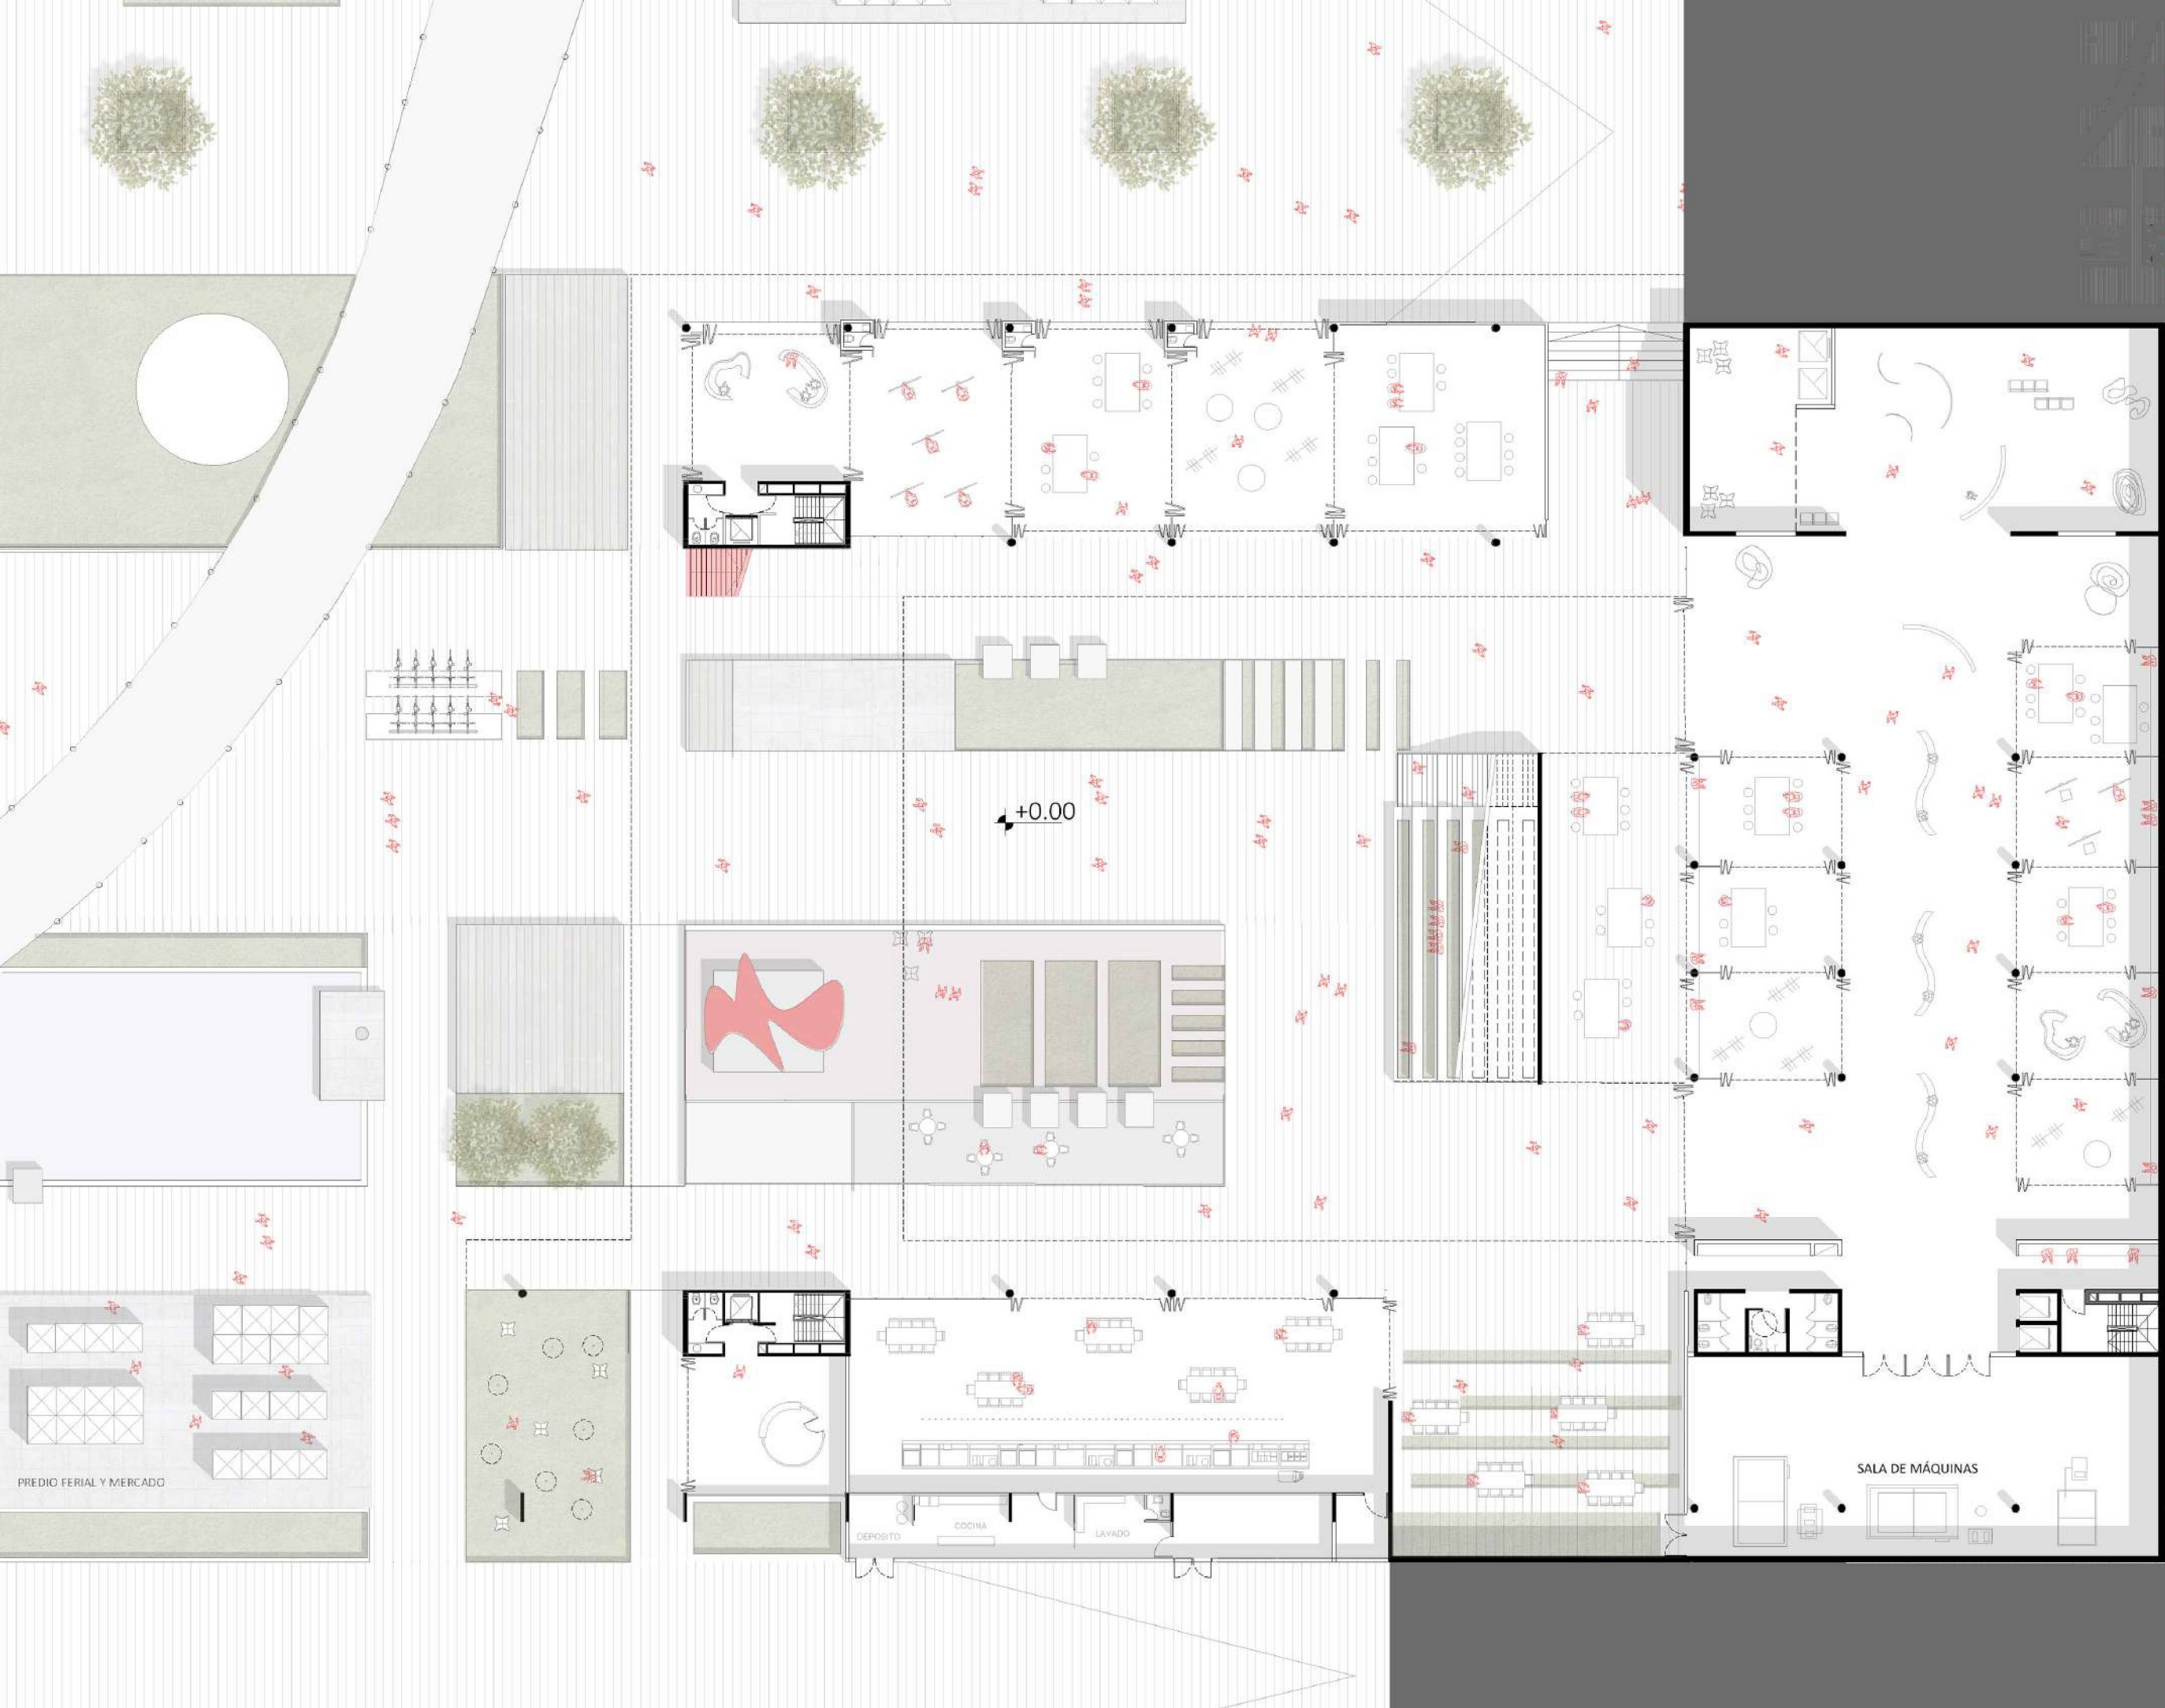 +0.00
PREDIO FERIAL Y MERCADO
DEPOSITO
COCINA
LAVADO
SALA DE MÁQUINAS